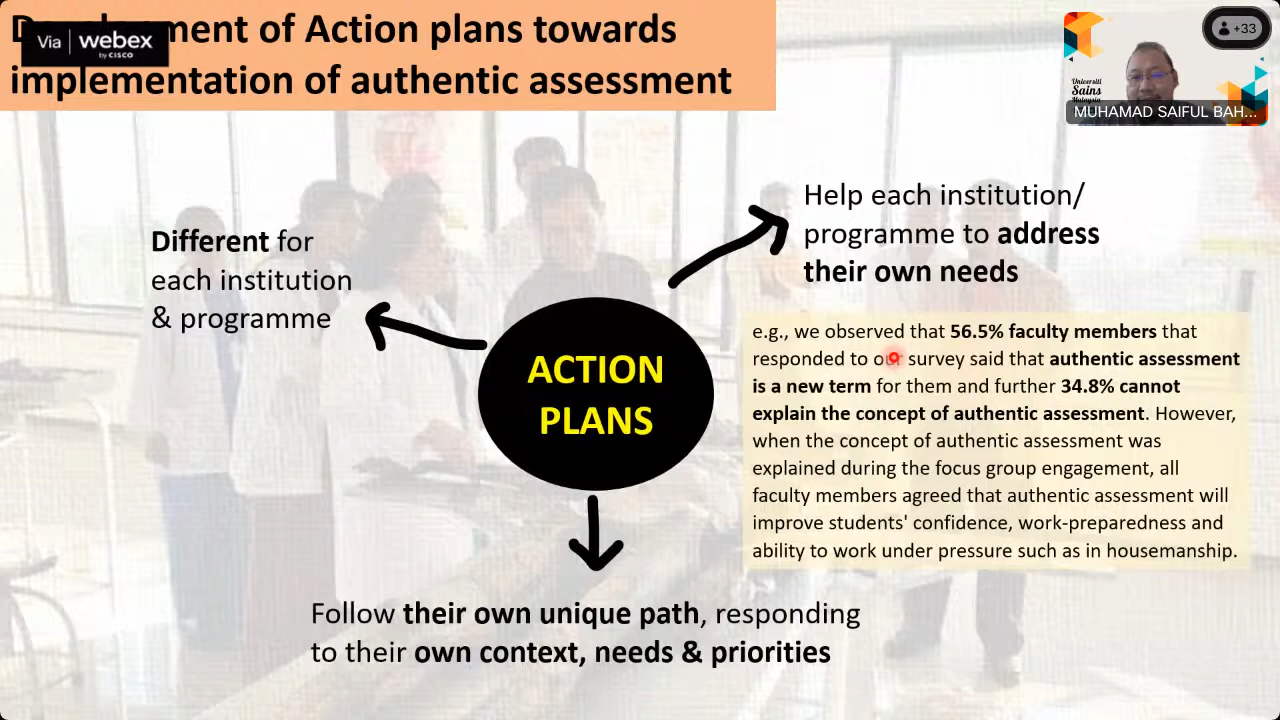 ment of Action plans towards
implementation of authentic assessment
Via webex
by CISCO
+33
Universiti
Sains
Malaysia
MUHAMAD SAIFUL BAH...
Different for
each institution
& programme
Help each institution/
programme to address
their own needs
ACTION
PLANS
e.g., we observed that 56.5% faculty members that
responded to our survey said that authentic assessment
is a new term for them and further 34.8% cannot
explain the concept of authentic assessment. However,
when the concept of authentic assessment was
explained during the focus group engagement, all
faculty members agreed that authentic assessment will
improve students' confidence, work-preparedness and
ability to work under pressure such as in housemanship.
Follow their own unique path, responding
to their own context, needs & priorities